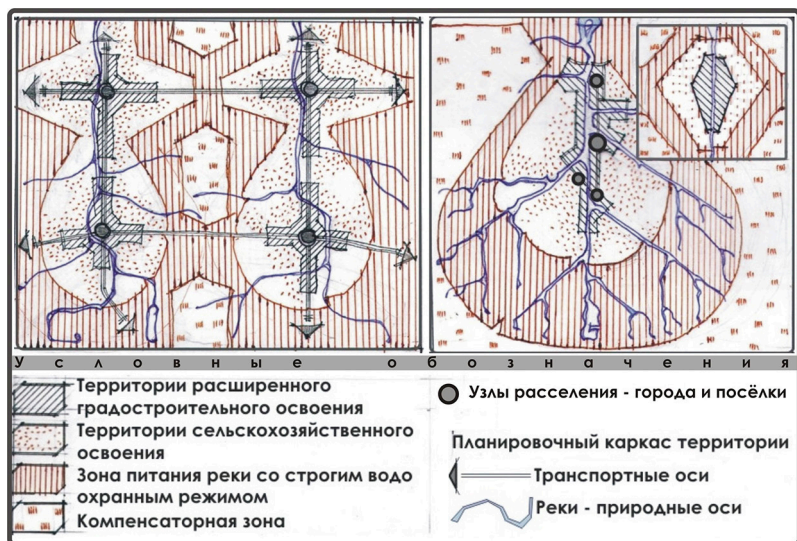 Условные обозначения
Территории расширенного
градостроительного освоения
Территории сельскохозяйственного
освоения
Зона питания реки со строгим водо
охранным режимом
Компенсаторная зона
Узлы расселения - города и посёлки
Планировочный каркас территории
Транспортные оси
Реки - природные оси